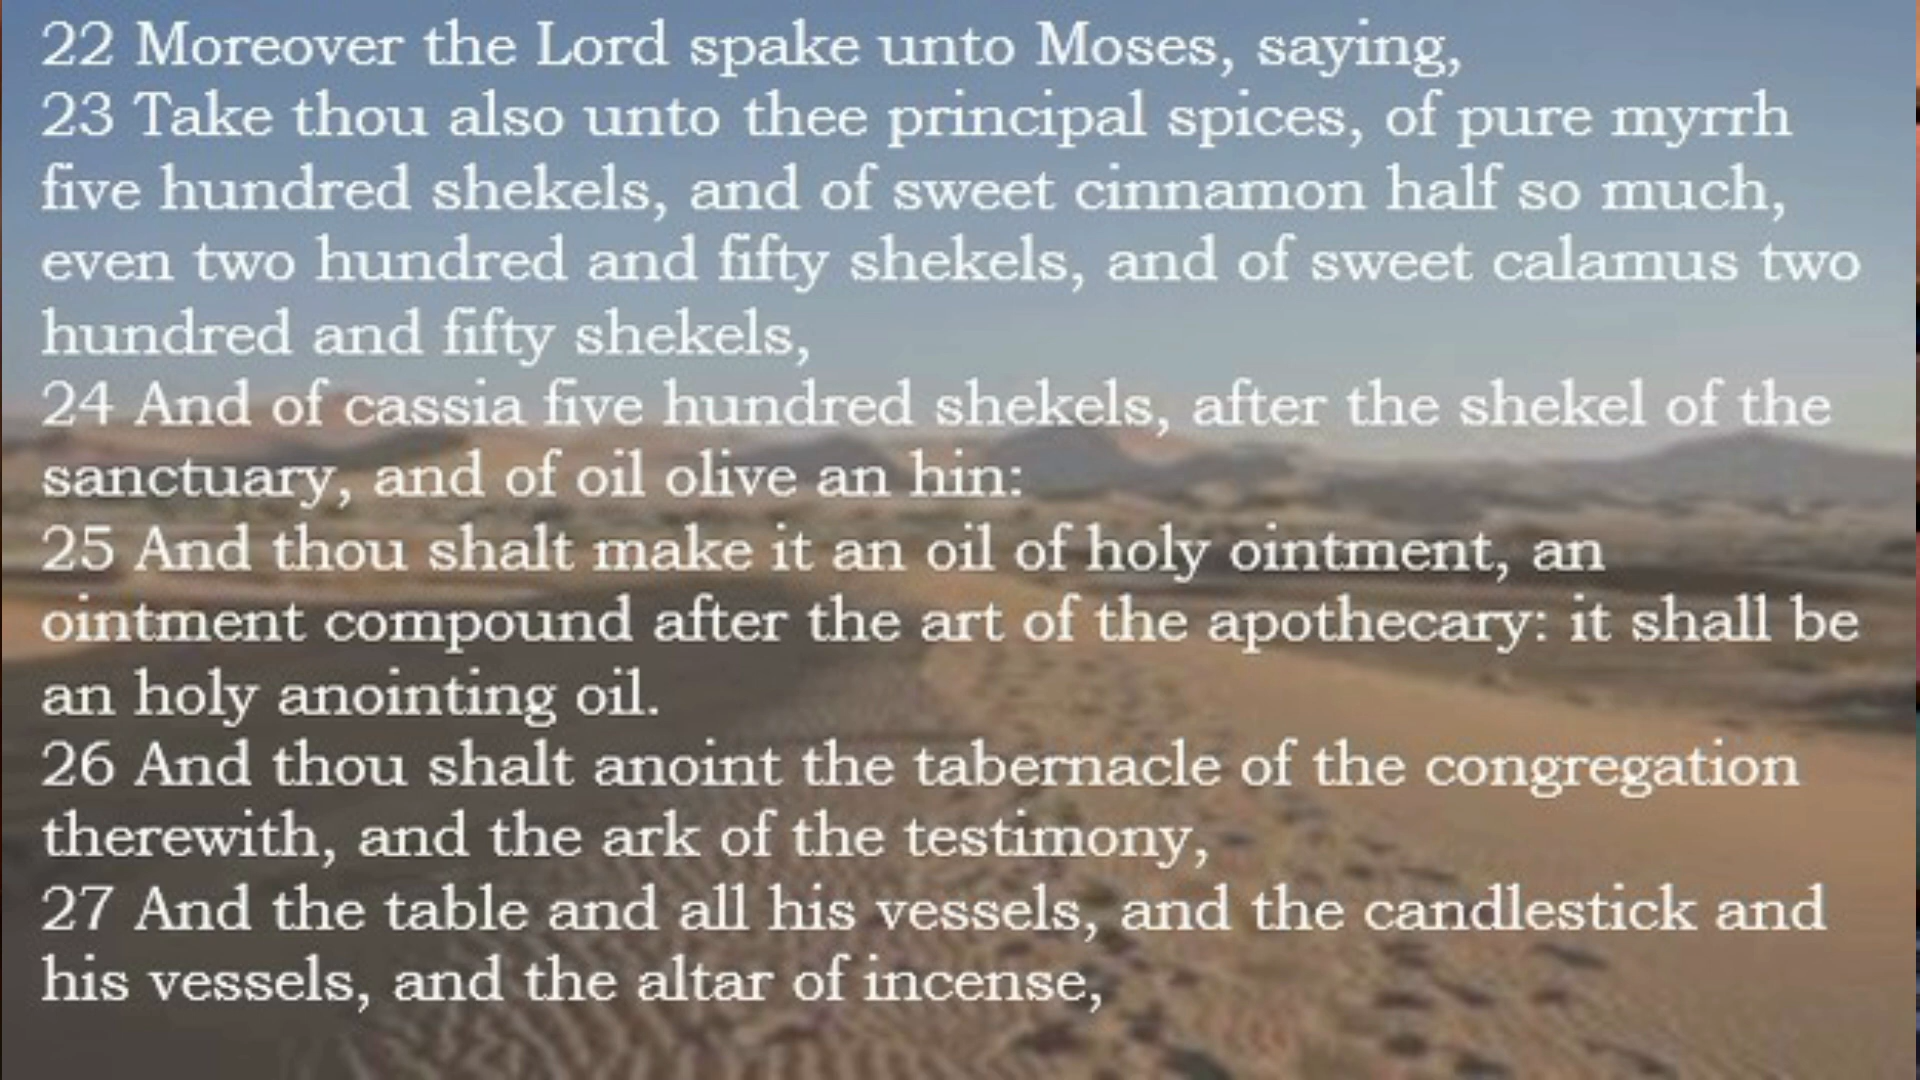 22 Moreover the Lord spake unto Moses, saying,
23 Take thou also unto thee principal spices, of pure myrrh
five hundred shekels, and of sweet cinnamon half so much,
even two hundred and fifty shekels, and of sweet calamus two
hundred and fifty shekels,
24 And of cassia five hundred shekels, after the shekel of the
sanctuary, and of oil olive an hin:
25 And thou shalt make it an oil of holy ointment, an
ointment compound after the art of the apothecary: it shall be
an holy anointing oil.
26 And thou shalt anoint the tabernacle of the congregation
therewith, and the ark of the testimony,
27 And the table and all his vessels, and the candlestick and
his vessels, and the altar of incense,